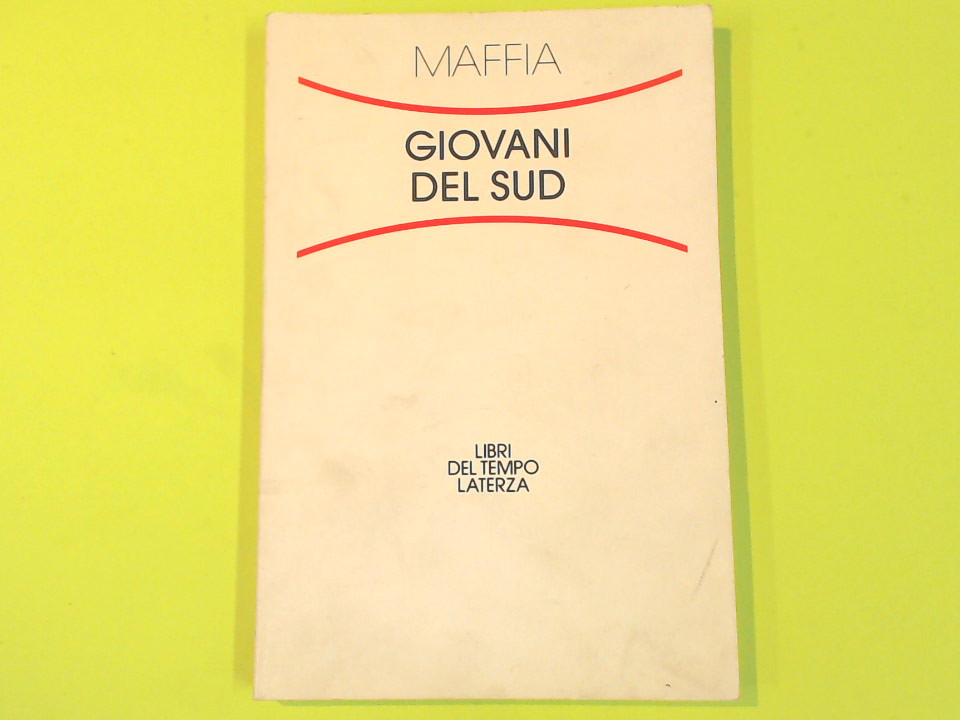 MAFFIA
GIOVANI
DEL SUD
LIBRI
DEL TEMPO
LATERZA